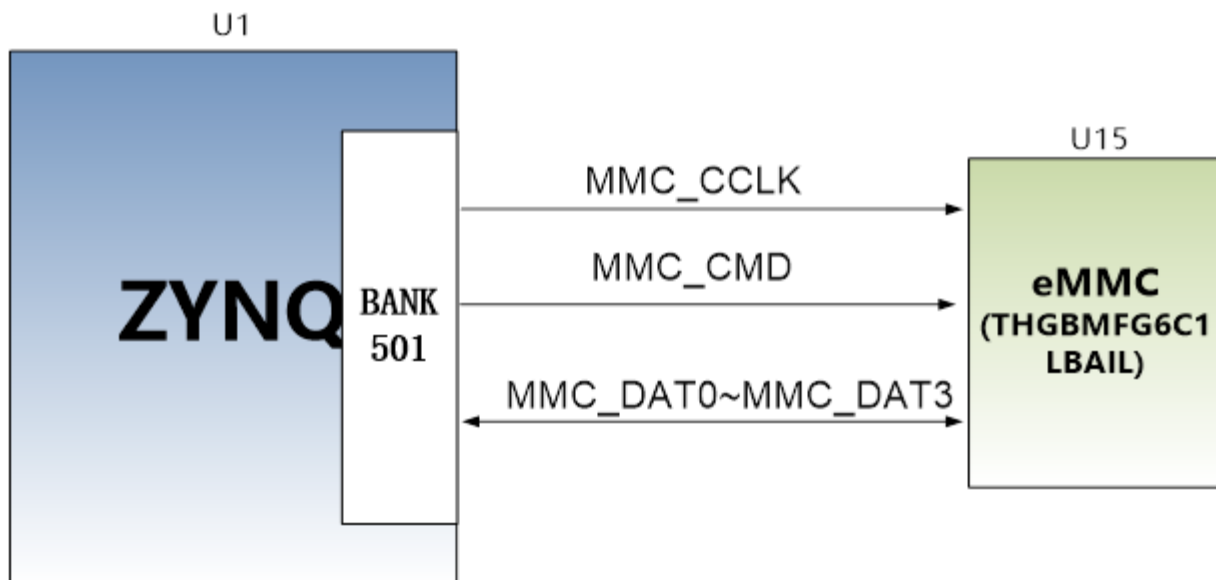 U1
U15
MMC_CCLK
MMC_CMD
ZYNQ
BANK
501
eMMC
(THGBMFG6C1
LBAIL)
MMC_DAT0~MMC_DAT3